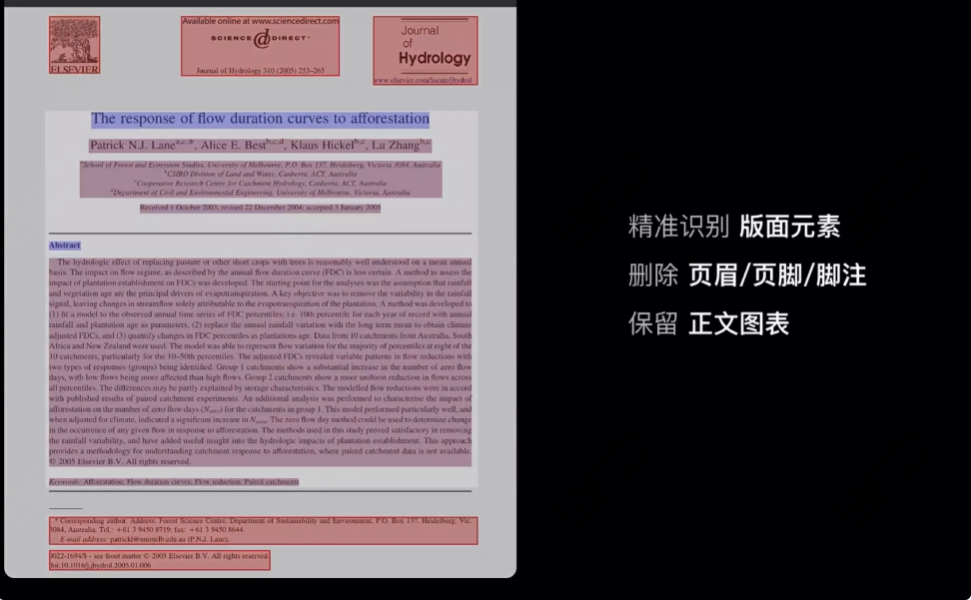 ELSEVIER
Available online at www.sciencedirect.com
SCIENCE DIRECT®
Journal of Hydrology 310 (2005) 253–265
Journal
of
Hydrology
www.elsevier.com/locate/jhydrol
The response of flow duration curves to afforestation
Patrick N.J. Lane a,c,*, Alice E. Best b,c,d, Klaus Hickel b,c, Lu Zhang b,c
a School of Forest and Ecosystem Studies, University of Melbourne, P.O. Box 137, Heidelberg, Victoria 3084, Australia
b CSIRO Division of Land and Water, Canberra, ACT, Australia
c Cooperative Research Centre for Catchment Hydrology, Canberra, ACT, Australia
d Department of Civil and Environmental Engineering, University of Melbourne, Victoria, Australia
Received 1 October 2003; revised 22 December 2004; accepted 3 January 2005
Abstract
The hydrologic effect of replacing pasture or other short crops with trees is reasonably well understood on a mean annual
basis. The impact on flow regime, as described by the annual flow duration curve (FDC) is less certain. A method to assess the
impact of plantation establishment on FDCs was developed. The starting point for the analyses was the assumption that rainfall
and vegetation age are the principal drivers of evapotranspiration. A key objective was to remove the variability in the rainfall
signal, leaving changes in streamflow solely attributable to the evapotranspiration of the plantation. A method was developed to
(1) fit a model to the observed annual time series of FDC percentiles; i.e. 10th percentile for each year of record with annual
rainfall and plantation age as parameters, (2) replace the annual rainfall variation with the long term mean to obtain climate
adjusted FDCs, and (3) quantify changes in FDC percentiles as plantations age. Data from 10 catchments from Australia, South
Africa and New Zealand were used. The model was able to represent flow variation for the majority of percentiles at eight of the
10 catchments, particularly for the 10–50th percentiles. The adjusted FDCs revealed variable patterns in flow reductions with
two types of responses (groups) being identified. Group 1 catchments show a substantial increase in the number of zero flow
days, with low flows being more affected than high flows. Group 2 catchments show a more uniform reduction in flows across
all percentiles. The differences may be partly explained by storage characteristics. The modelled flow reductions were in accord
with published results of paired catchment experiments. An additional analysis was performed to characterise the impact of
afforestation on the number of zero flow days (Nzero) for the catchments in group 1. This model performed particularly well, and
when adjusted for climate, indicated a significant increase in Nzero. The zero flow day method could be used to determine change
in the occurrence of any given flow in response to afforestation. The methods used in this study proved satisfactory in removing
the rainfall variability, and have added useful insight into the hydrologic impacts of plantation establishment. This approach
provides a methodology for understanding catchment response to afforestation, where paired catchment data is not available.
© 2005 Elsevier B.V. All rights reserved.
Keywords: Afforestation; Flow duration curves; Flow reduction; Paired catchments
* Corresponding author. Address: Forest Science Centre, Department of Sustainability and Environment, P.O. Box 137, Heidelberg, Vic.
3084, Australia. Tel.: +61 3 9450 8719; fax: +61 3 9450 8644.
E-mail address: patrickl@unimelb.edu.au (P.N.J. Lane).
0022-1694/$ - see front matter © 2005 Elsevier B.V. All rights reserved.
doi:10.1016/j.jhydrol.2005.01.006
精准识别 版面元素
删除 页眉/页脚/脚注
保留 正文图表